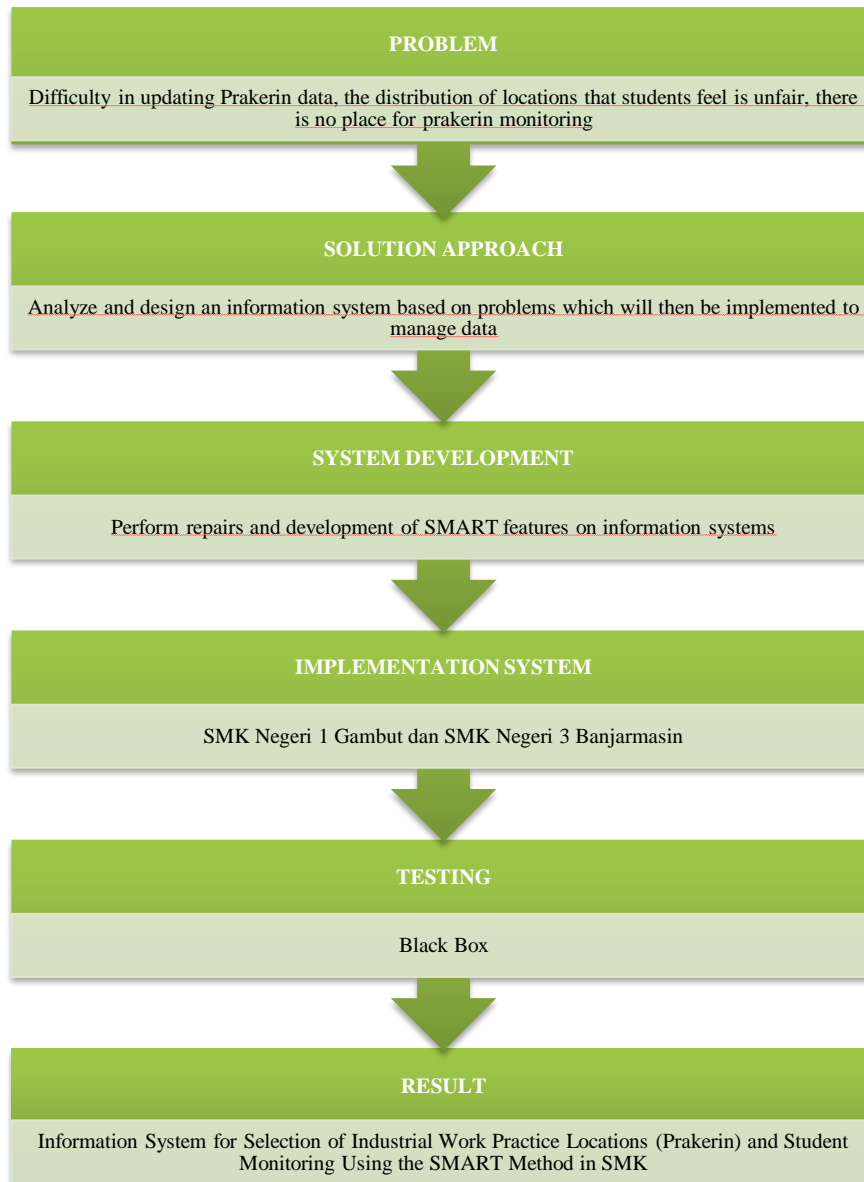 PROBLEM
Difficulty in updating Prakerin data, the distribution of locations that students feel is unfair, there
is no place for prakerin monitoring
SOLUTION APPROACH
Analyze and design an information system based on problems which will then be implemented to
manage data
SYSTEM DEVELOPMENT
Perform repairs and development of SMART features on information systems
IMPLEMENTATION SYSTEM
SMK Negeri 1 Gambut dan SMK Negeri 3 Banjarmasin
TESTING
Black Box
RESULT
Information System for Selection of Industrial Work Practice Locations (Prakerin) and Student
Monitoring Using the SMART Method in SMK